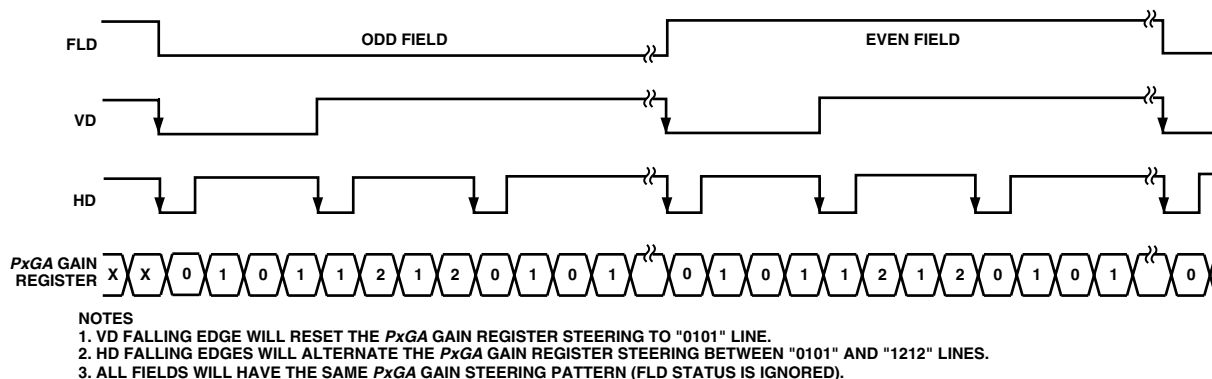 FLD
ODD FIELD
EVEN FIELD
VD
HD
PxGA GAIN
REGISTER
X X 0 1 0 1 1 2 1 2 0 1 0 1 0 1 0 1 1 2 1 2 0 1 0 1 0
NOTES
1. VD FALLING EDGE WILL RESET THE PxGA GAIN REGISTER STEERING TO "0101" LINE.
2. HD FALLING EDGES WILL ALTERNATE THE PxGA GAIN REGISTER STEERING BETWEEN "0101" AND "1212" LINES.
3. ALL FIELDS WILL HAVE THE SAME PxGA GAIN STEERING PATTERN (FLD STATUS IS IGNORED).